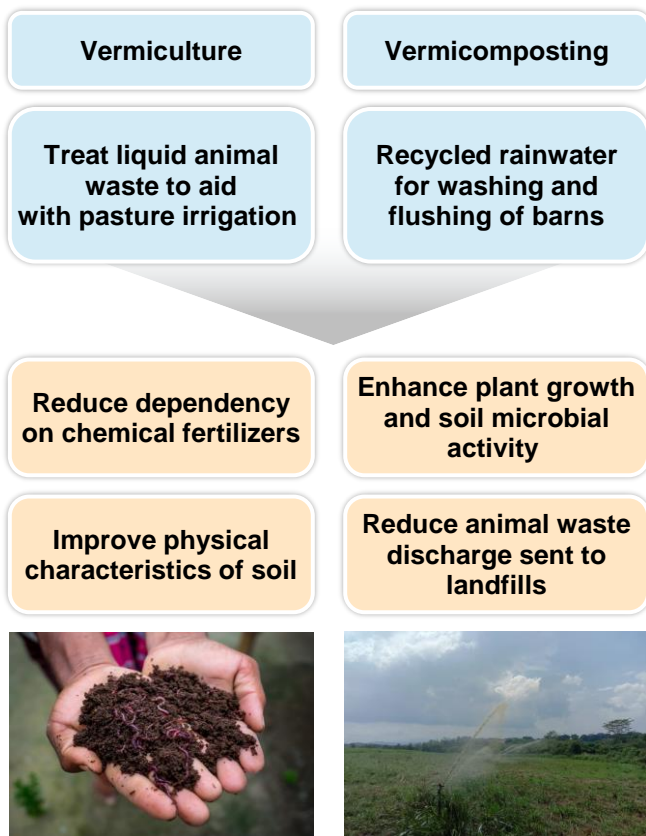 Vermiculture
Vermicomposting
Treat liquid animal
waste to aid
with pasture irrigation
Recycled rainwater
for washing and
flushing of barns
Reduce dependency
on chemical fertilizers
Enhance plant growth
and soil microbial
activity
Improve physical
characteristics of soil
Reduce animal waste
discharge sent to
landfills